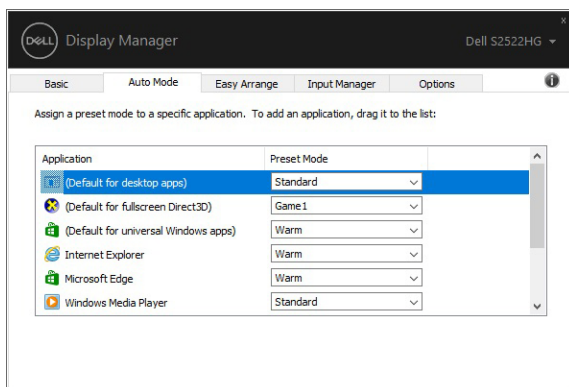 DELL Display Manager Dell S2522HG
Basic Auto Mode Easy Arrange Input Manager Options
Assign a preset mode to a specific application. To add an application, drag it to the list:
Application Preset Mode
(Default for desktop apps) Standard
(Default for fullscreen Direct3D) Game1
(Default for universal Windows apps) Warm
Internet Explorer Warm
Microsoft Edge Warm
Windows Media Player Standard